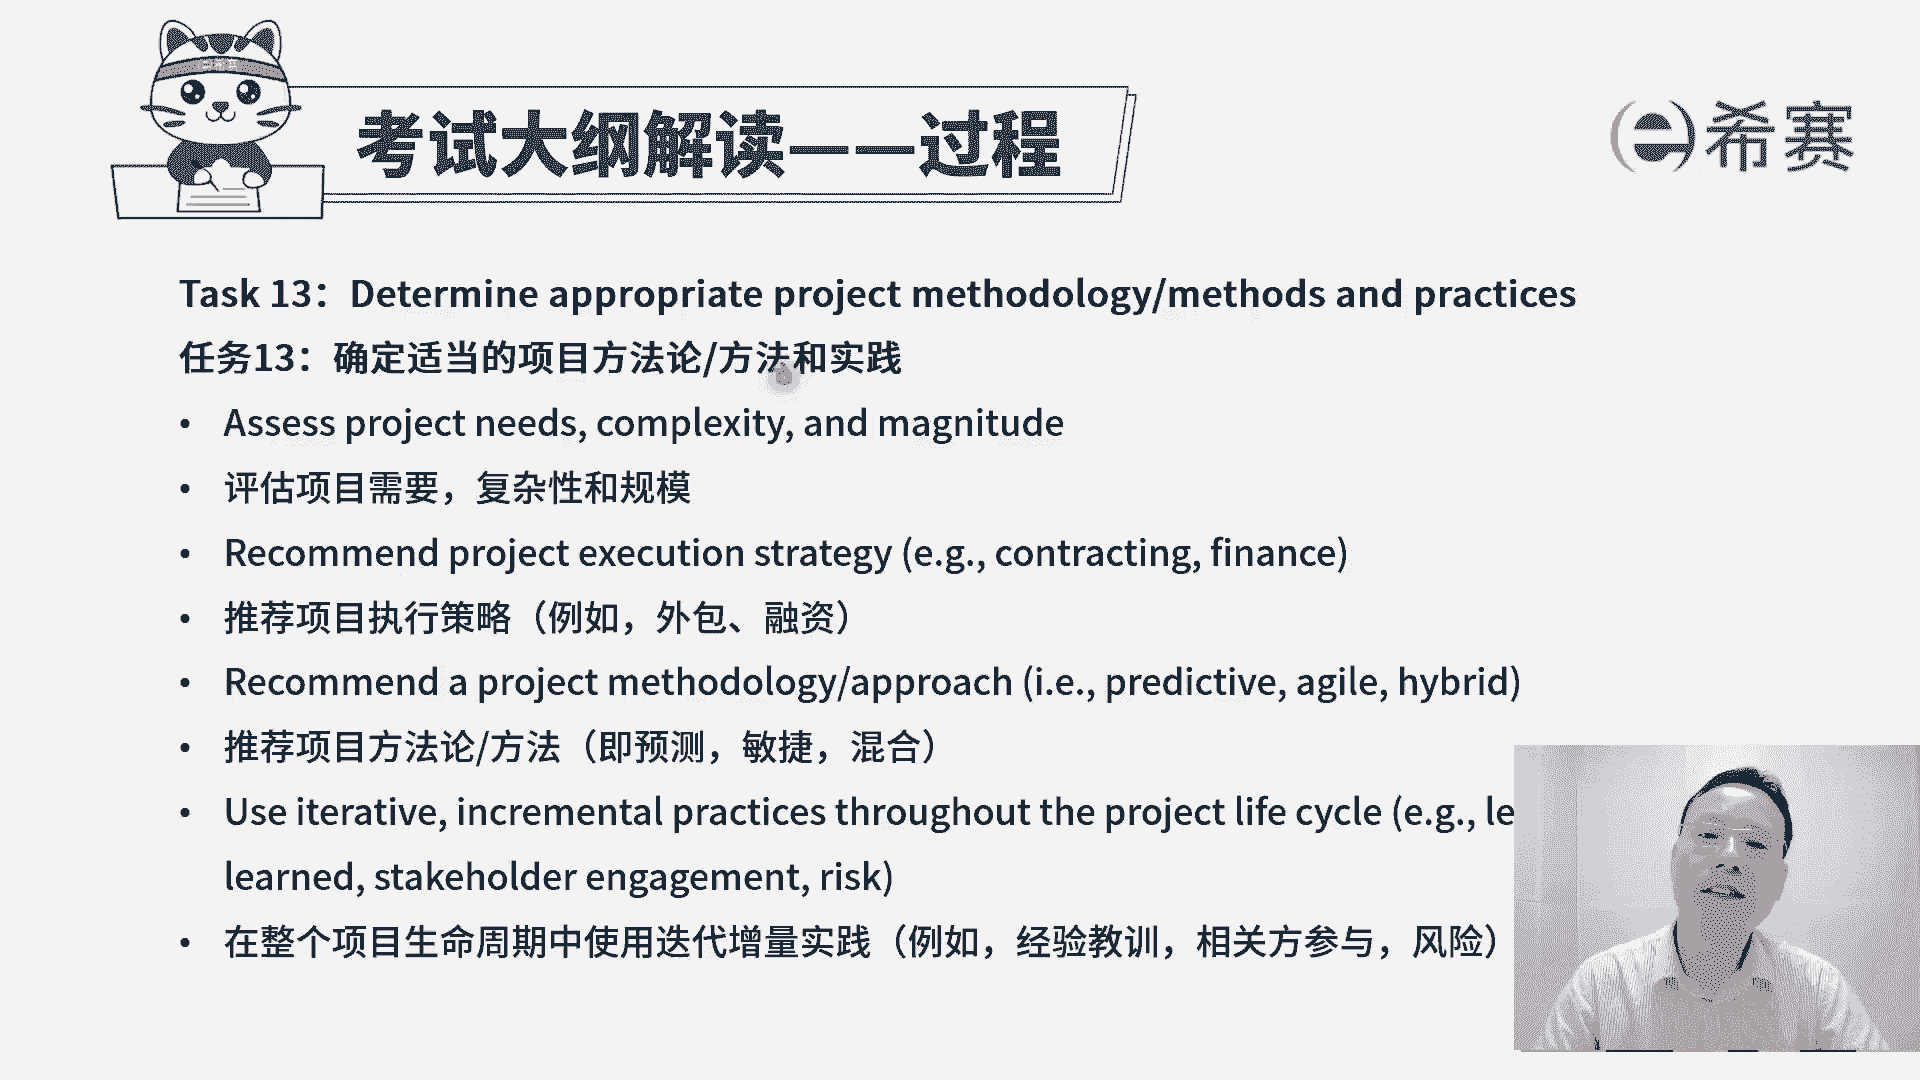 考试大纲解读——过程
希赛
Task 13：Determine appropriate project methodology/methods and practices
任务13：确定适当的项目方法论/方法和实践
• Assess project needs, complexity, and magnitude
• 评估项目需要，复杂性和规模
• Recommend project execution strategy (e.g., contracting, finance)
• 推荐项目执行策略（例如，外包、融资）
• Recommend a project methodology/approach (i.e., predictive, agile, hybrid)
• 推荐项目方法论/方法（即预测，敏捷，混合）
• Use iterative, incremental practices throughout the project life cycle (e.g., le
learned, stakeholder engagement, risk)
• 在整个项目生命周期中使用迭代增量实践（例如，经验教训，相关方参与，风险）